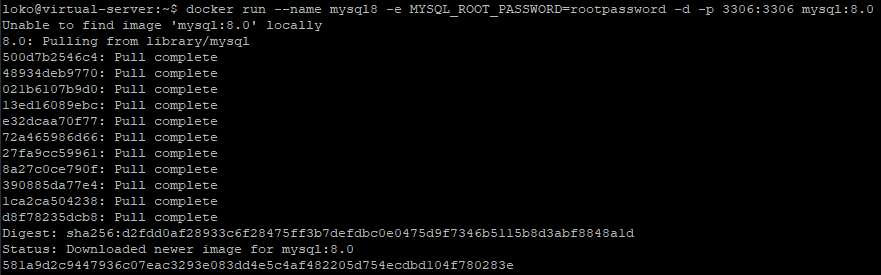 loko@virtual-server:~$ docker run --name mysql8 -e MYSQL_ROOT_PASSWORD=rootpassword -d -p 3306:3306 mysql:8.0
Unable to find image 'mysql:8.0' locally
8.0: Pulling from library/mysql
500d7b2546c4: Pull complete
48934deb9770: Pull complete
021b6107b9d0: Pull complete
13ed16089ebc: Pull complete
e32dcaa70f77: Pull complete
72a465986d66: Pull complete
27fa9cc59961: Pull complete
8a27c0ce790f: Pull complete
390885da77e4: Pull complete
1ca2ca504238: Pull complete
d8f78235dcb8: Pull complete
Digest: sha256:d2fdd0af28933c6f28475ff3b7defdbc0e0475d9f7346b5115b8d3abf8848a1d
Status: Downloaded newer image for mysql:8.0
581a9d2c9447936c07eac3293e083dd4e5c4af482205d754ecdbd104f780283e